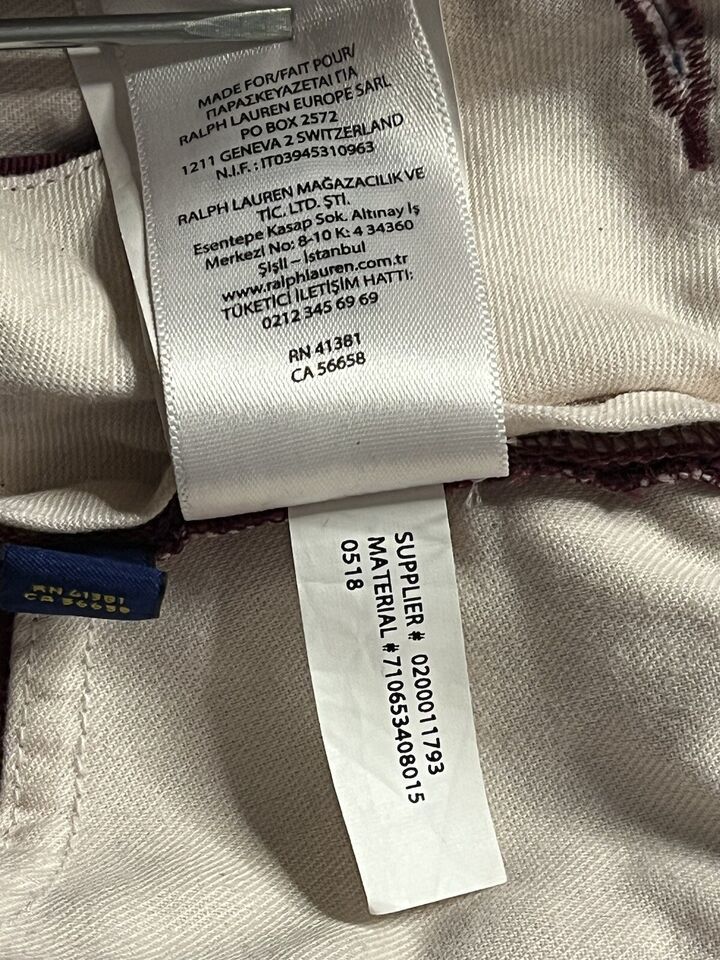 MADE FOR/FAIT POUR/
ΠΑΡΑΣΚΕΥΑΖΕΤΑΙ ΓΙΑ
RALPH LAUREN EUROPE SARL
PO BOX 2572
1211 GENEVA 2 SWITZERLAND
N.I.F.: IT03945310963
RALPH LAUREN MAĞAZACILIK VE
TİC. LTD. ŞTİ.
Esentepe Kasap Sok. Altınay İş
Merkezi No: 8-10 K: 4 34360
Şişli – İstanbul
www.ralphlauren.com.tr
TÜKETİCİ İLETİŞİM HATTI:
0212 345 69 69
RN 41381
CA 56658
RN 41381
CA 56658
SUPPLIER # 0200011793
MATERIAL #710653408015
0518